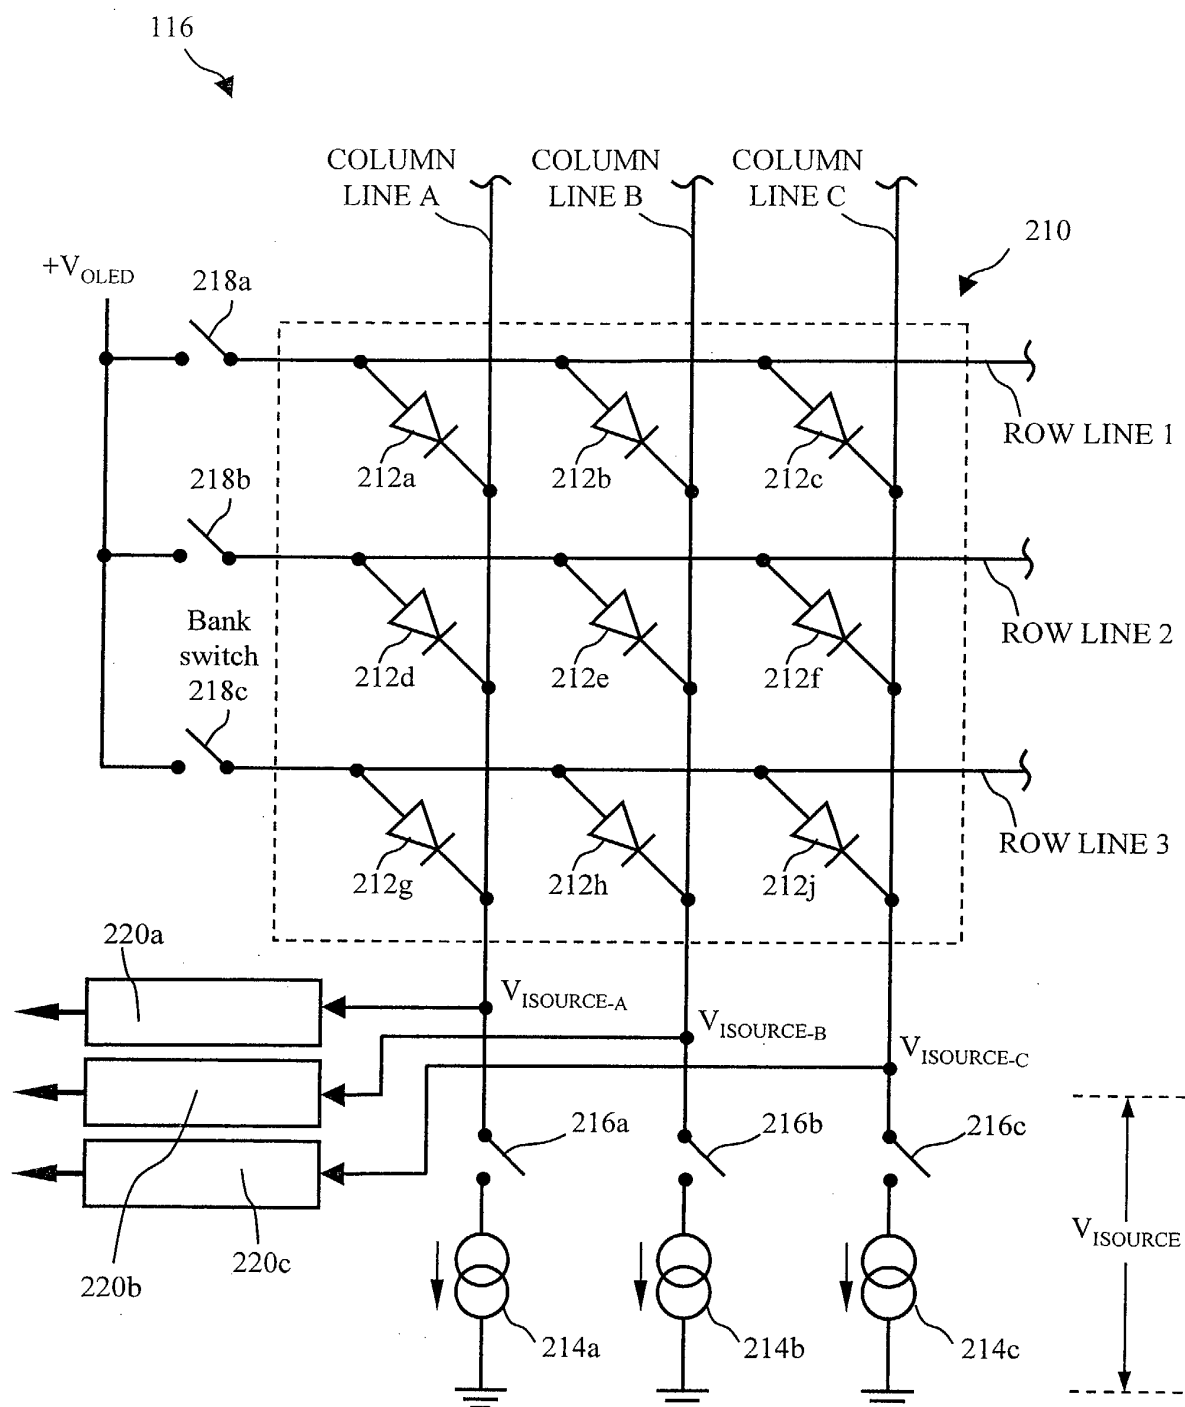 116
COLUMN
LINE A
COLUMN
LINE B
COLUMN
LINE C
210
+VOLED
218a
ROW LINE 1
212a
212b
212c
218b
Bank
switch
218c
ROW LINE 2
212d
212e
212f
ROW LINE 3
212g
212h
212j
220a
VISOURCE-A
VISOURCE-B
VISOURCE-C
216a
216b
216c
VISOURCE
220c
220b
214a
214b
214c